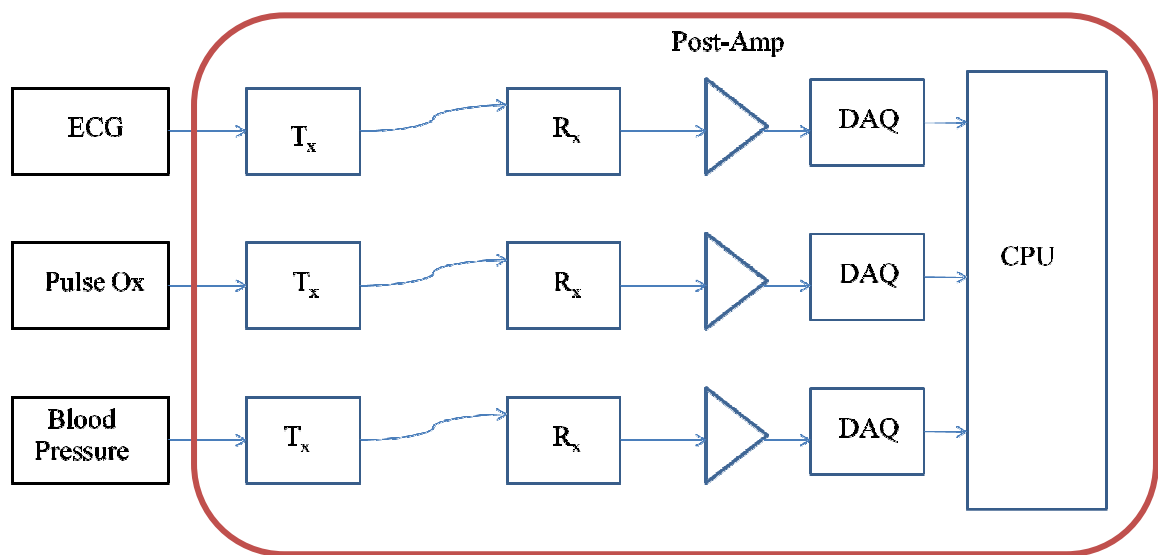 Post-Amp
ECG
Tx
Rx
DAQ
Pulse Ox
Tx
Rx
DAQ
CPU
Blood
Pressure
Tx
Rx
DAQ